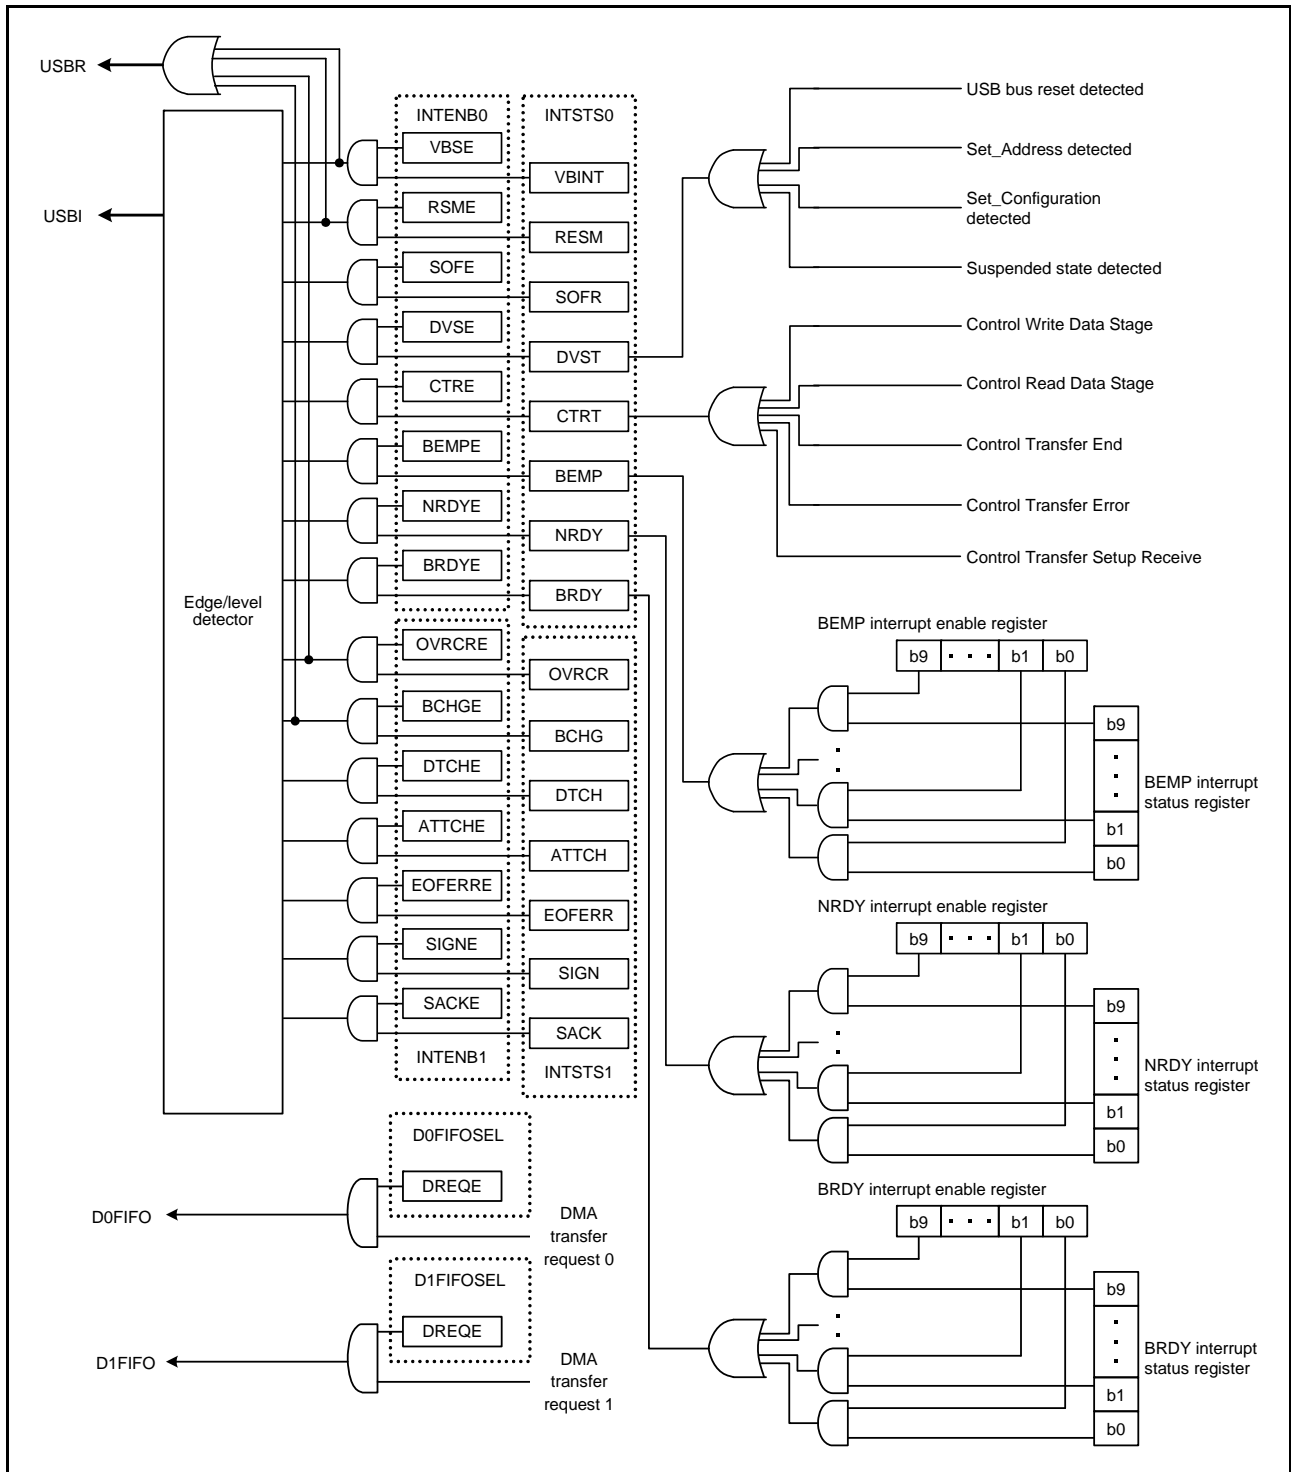 USBR
USBI
Edge/level
detector
INTENB0
VBSE
RSME
SOFE
DVSE
CTRE
BEMPE
NRDYE
BRDYE
OVRCRE
BCHGE
DTCHE
ATTCHE
EOFERRE
SIGNE
SACKE
INTENB1
INTSTS0
VBINT
RESM
SOFR
DVST
CTRT
BEMP
NRDY
BRDY
OVRCR
BCHG
DTCH
ATTCH
EOFERR
SIGN
SACK
INTSTS1
USB bus reset detected
Set_Address detected
Set_Configuration
detected
Suspended state detected
Control Write Data Stage
Control Read Data Stage
Control Transfer End
Control Transfer Error
Control Transfer Setup Receive
BEMP interrupt enable register
b9 · · · b1 b0
b9
b1
b0
BEMP interrupt
status register
NRDY interrupt enable register
b9 · · · b1 b0
b9
b1
b0
NRDY interrupt
status register
BRDY interrupt enable register
b9 · · · b1 b0
b9
b1
b0
BRDY interrupt
status register
D0FIFO
D0FIFOSEL
DREQE
DMA
transfer
request 0
D1FIFO
D1FIFOSEL
DREQE
DMA
transfer
request 1